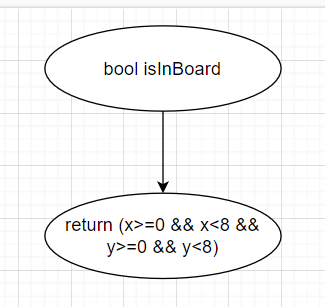 bool isInBoard
return (x>=0 && x<8 &&
y>=0 && y<8)